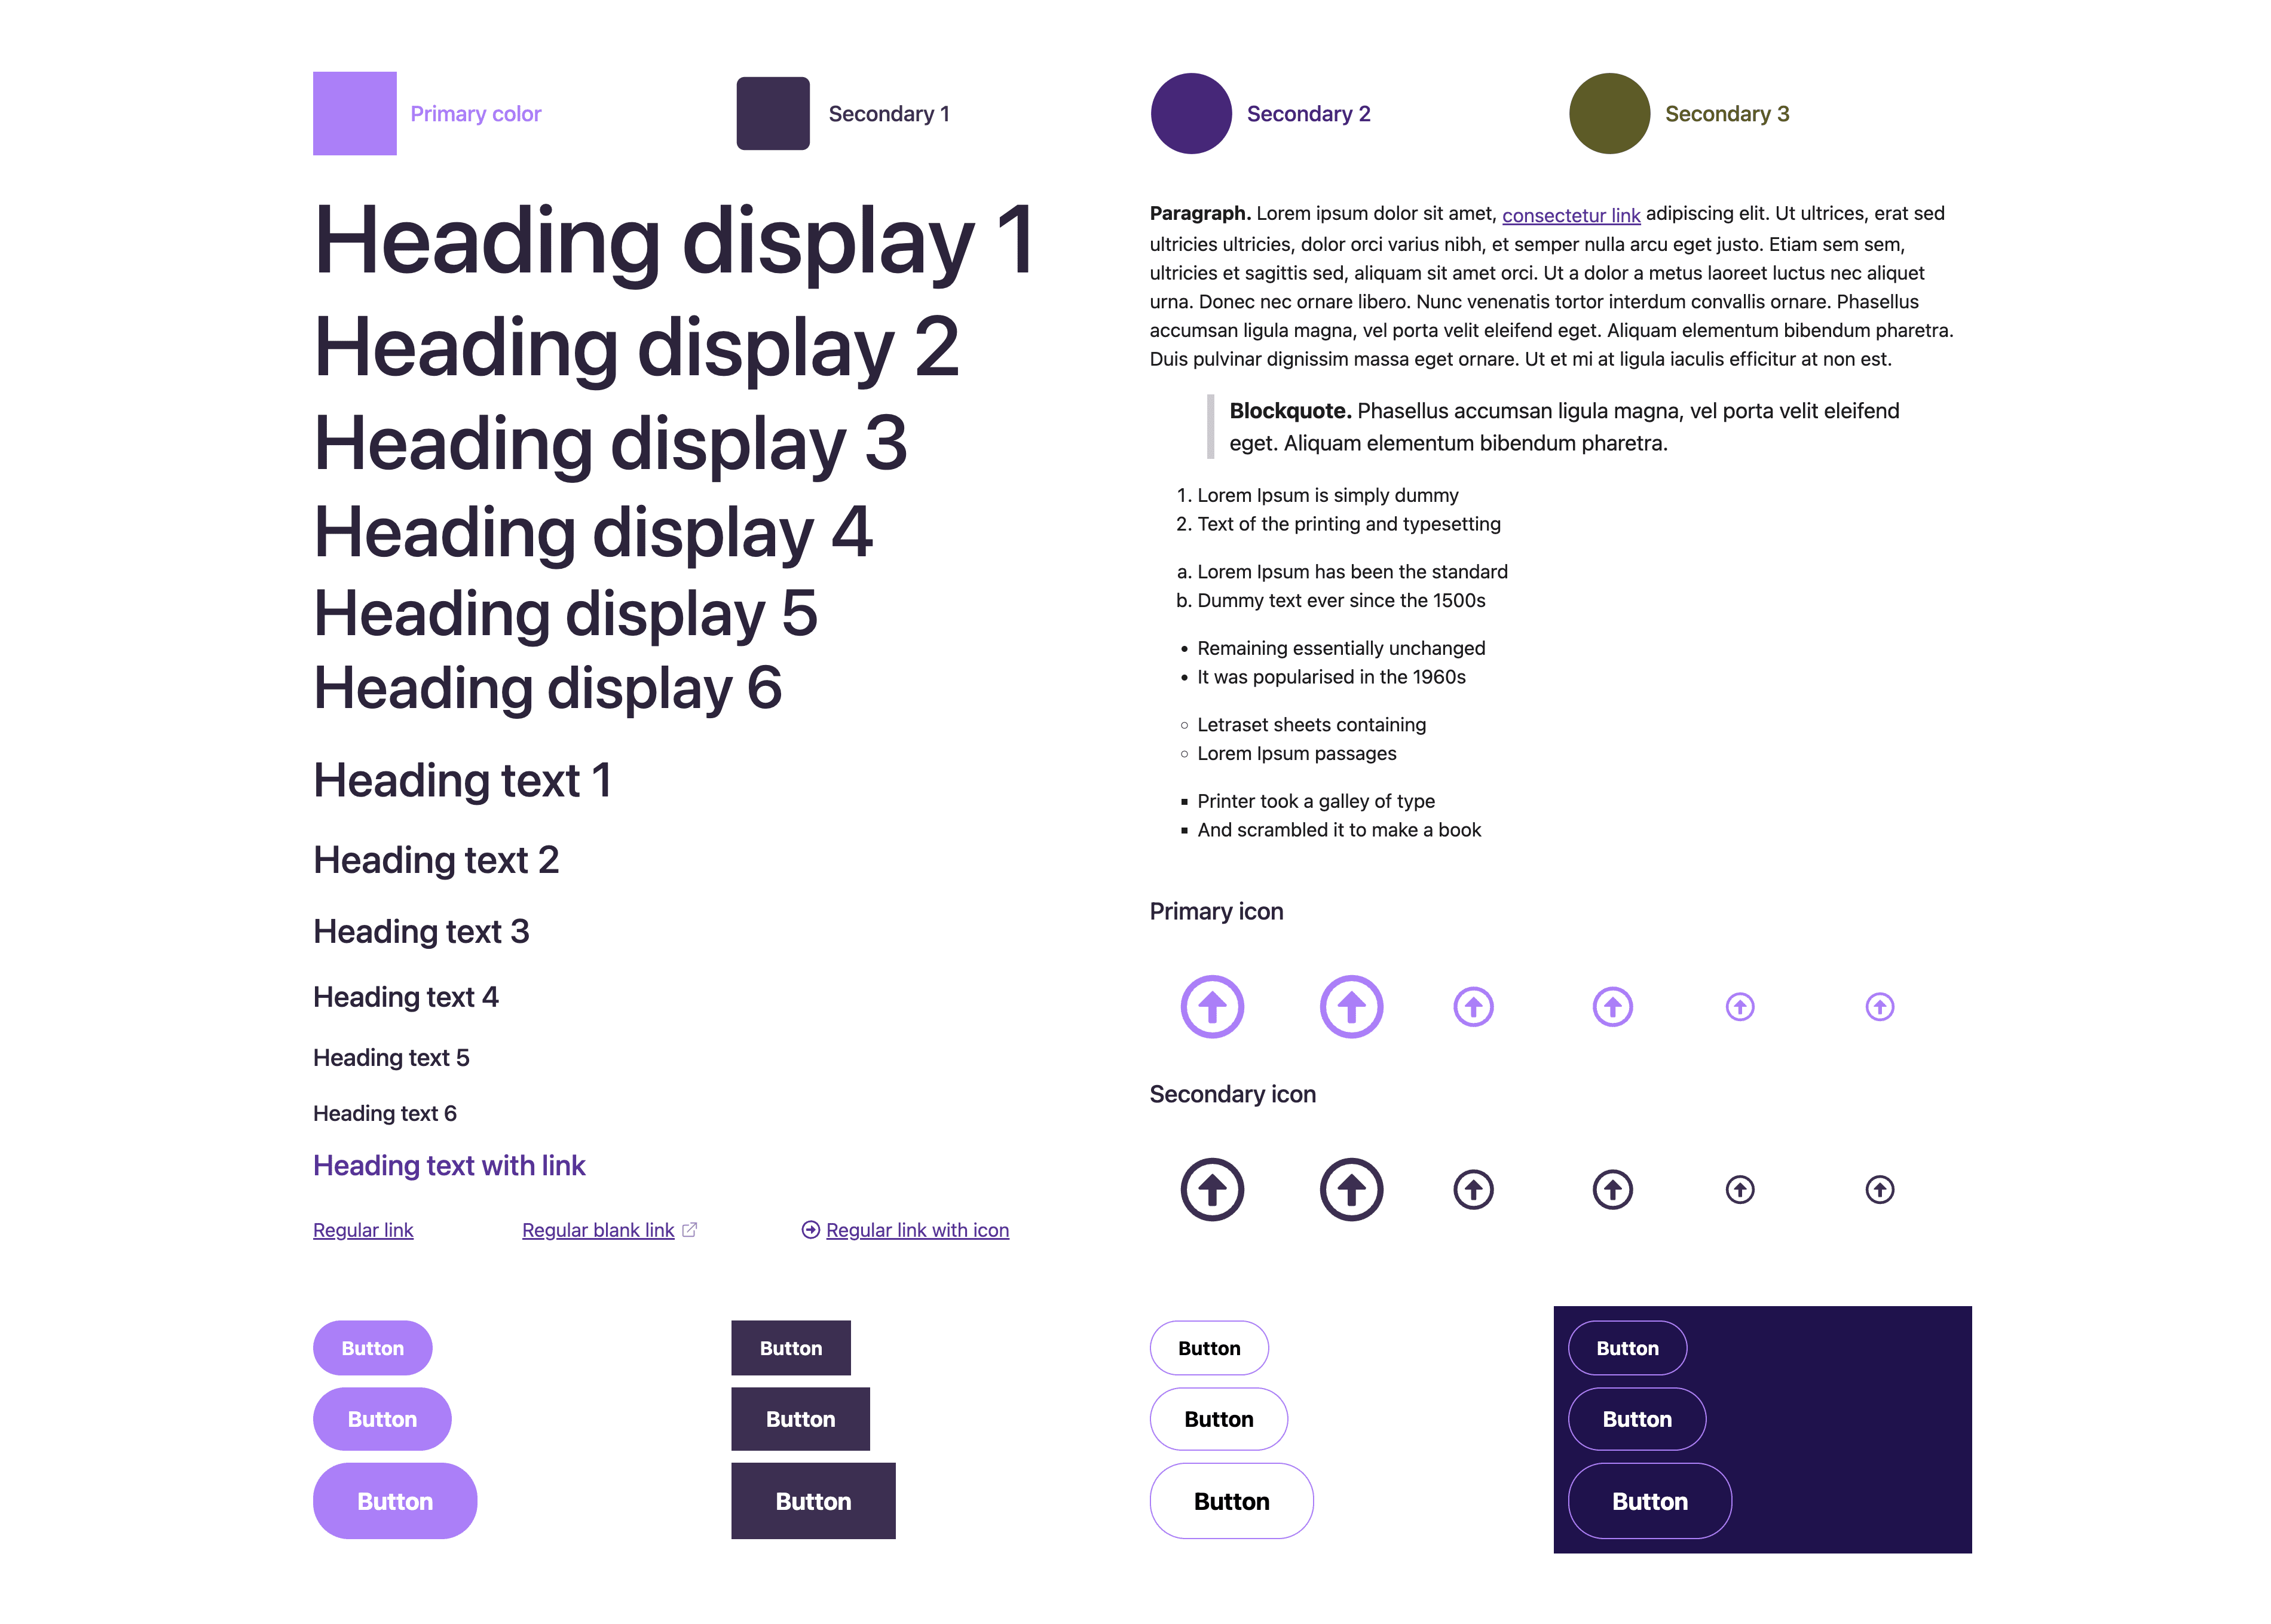 Primary color
Secondary 1
Secondary 2
Secondary 3
Heading display 1
Heading display 2
Heading display 3
Heading display 4
Heading display 5
Heading display 6
Heading text 1
Heading text 2
Heading text 3
Heading text 4
Heading text 5
Heading text 6
Heading text with link
Regular link
Regular blank link
Regular link with icon
Paragraph. Lorem ipsum dolor sit amet, consectetur link adipiscing elit. Ut ultrices, erat sed
ultricies ultricies, dolor orci varius nibh, et semper nulla arcu eget justo. Etiam sem sem,
ultricies et sagittis sed, aliquam sit amet orci. Ut a dolor a metus laoreet luctus nec aliquet
urna. Donec nec ornare libero. Nunc venenatis tortor interdum convallis ornare. Phasellus
accumsan ligula magna, vel porta velit eleifend eget. Aliquam elementum bibendum pharetra.
Duis pulvinar dignissim massa eget ornare. Ut et mi at ligula iaculis efficitur at non est.
Blockquote. Phasellus accumsan ligula magna, vel porta velit eleifend
eget. Aliquam elementum bibendum pharetra.
1. Lorem Ipsum is simply dummy
2. Text of the printing and typesetting
a. Lorem Ipsum has been the standard
b. Dummy text ever since the 1500s
• Remaining essentially unchanged
• It was popularised in the 1960s
◦ Letraset sheets containing
◦ Lorem Ipsum passages
▪ Printer took a galley of type
▪ And scrambled it to make a book
Primary icon
Secondary icon
Button
Button
Button
Button
Button
Button
Button
Button
Button
Button
Button
Button